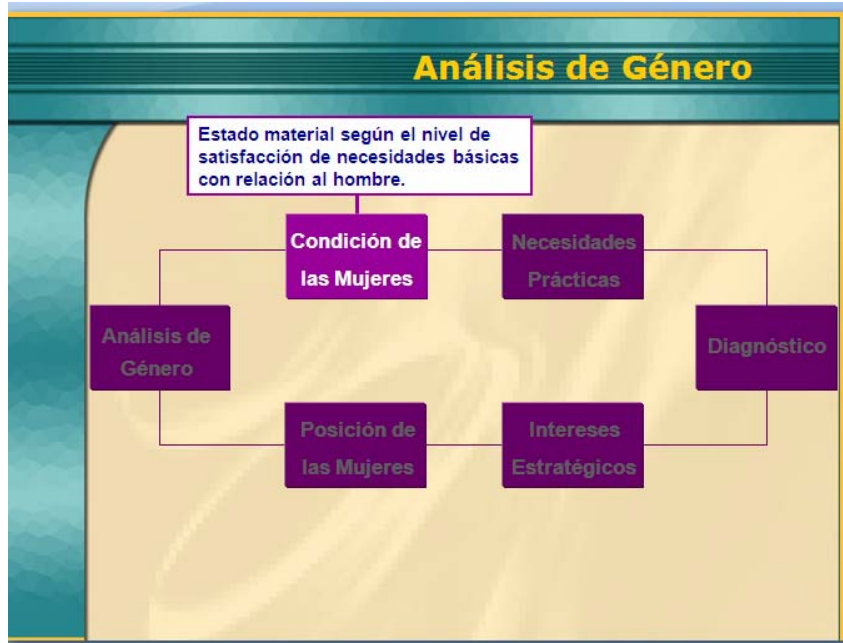 Análisis de Género
Estado material según el nivel de
satisfacción de necesidades básicas
con relación al hombre.
Condición de
las Mujeres
Necesidades
Prácticas
Análisis de
Género
Diagnóstico
Posición de
las Mujeres
Intereses
Estratégicos